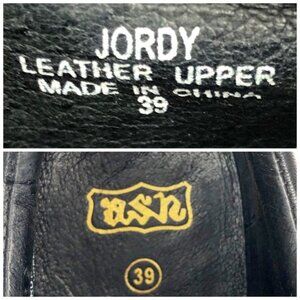 JORDY
LEATHER UPPER
MADE IN CHINA
39
ash
39